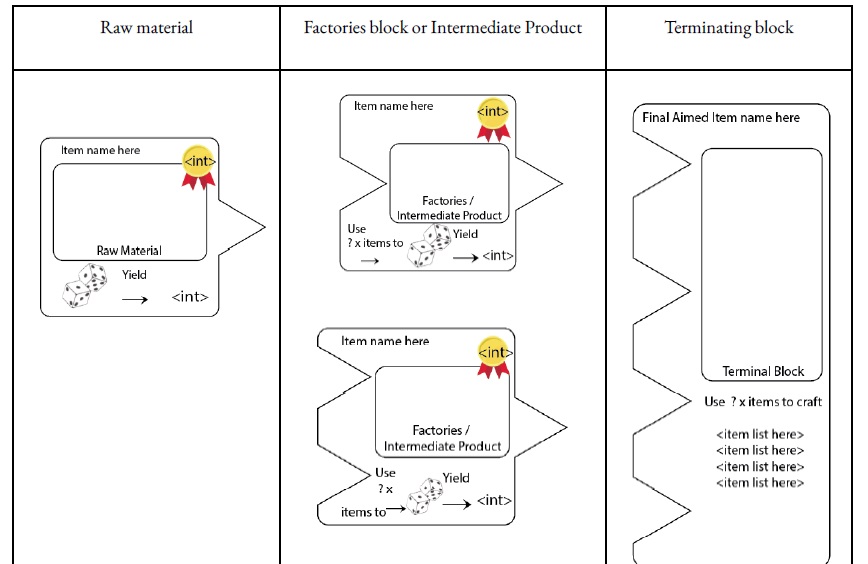 Raw material
Factories block or Intermediate Product
Terminating block
Item name here
<int>
Raw Material
Yield
<int>
Item name here
<int>
Factories /
Intermediate Product
Use
? x items to
Yield
<int>
Item name here
<int>
Factories /
Intermediate Product
Use
? x
items to
Yield
<int>
Final Aimed Item name here
Terminal Block
Use ? x items to craft
<item list here>
<item list here>
<item list here>
<item list here>